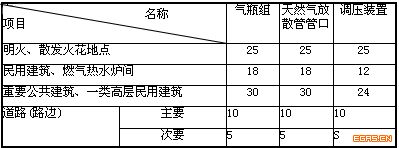 名称
项目
气瓶组
天然气放
散管管口
调压装置
明火、散发火花地点 25 25 25
民用建筑、燃气热水炉间 18 18 12
重要公共建筑、一类高层民用建筑 30 30 24
道路(路边) 主要 10 10 10
次要 5 5 S
EGAS.CN